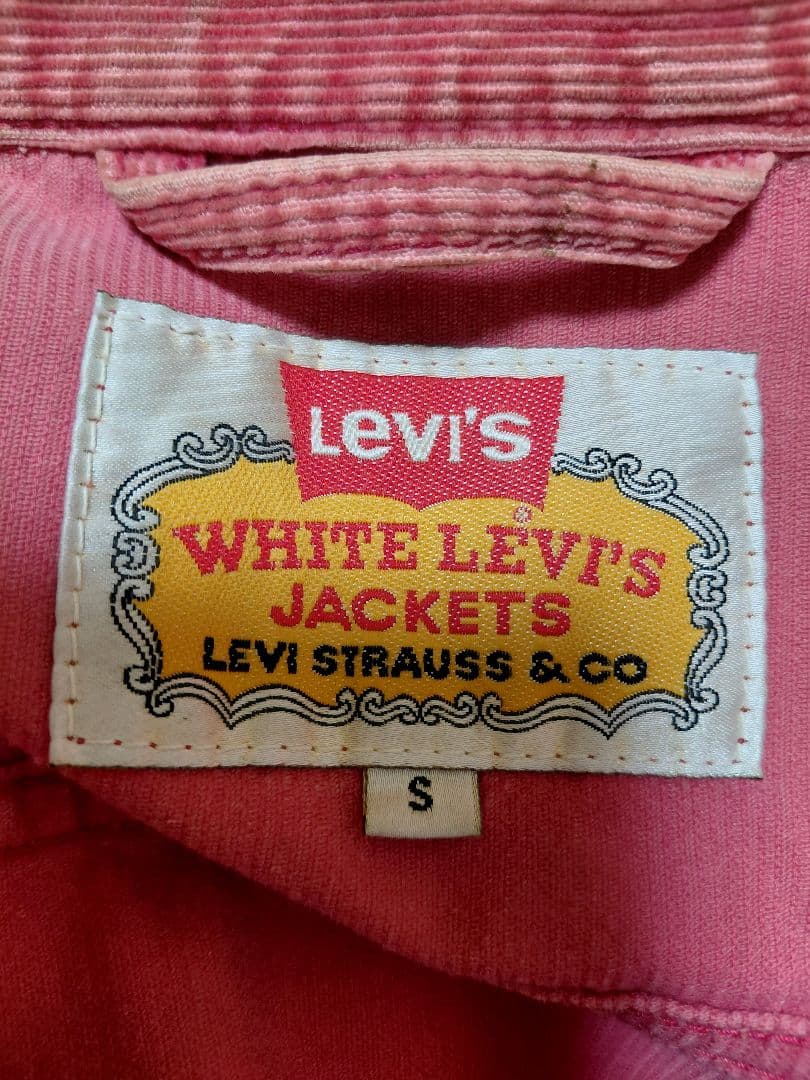 LEVI'S
WHITE LEVI'S
JACKETS
LEVI STRAUSS & CO
S